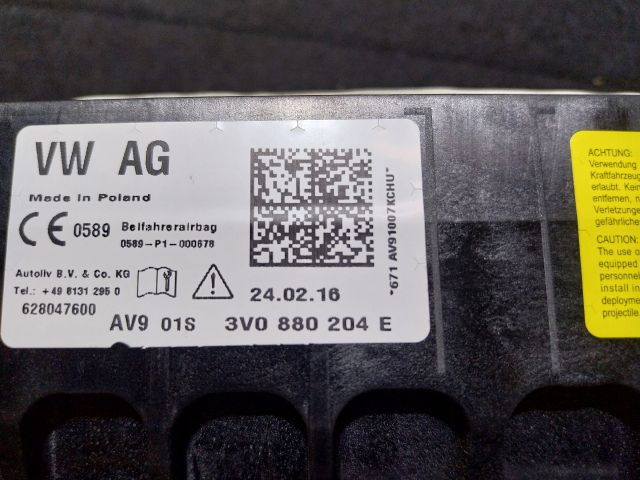 VW AG
Made in Poland
CE 0589 Beifahrerairbag
0589-P1-000678
Autoliv B.V. & Co. KG
Tel.: +49 8131 295 0
628047600
24.02.16
AV9 01S 3V0 880 204 E
*671 AV91007KCHU*
ACHTUNG:
Verwendung
Kraftfahrzeug
erlaubt. Kein
entfernen, n
Verletzunge
gefährliche
CAUTION:
The use o
equipped
personnel
install in
deployme
projectile.